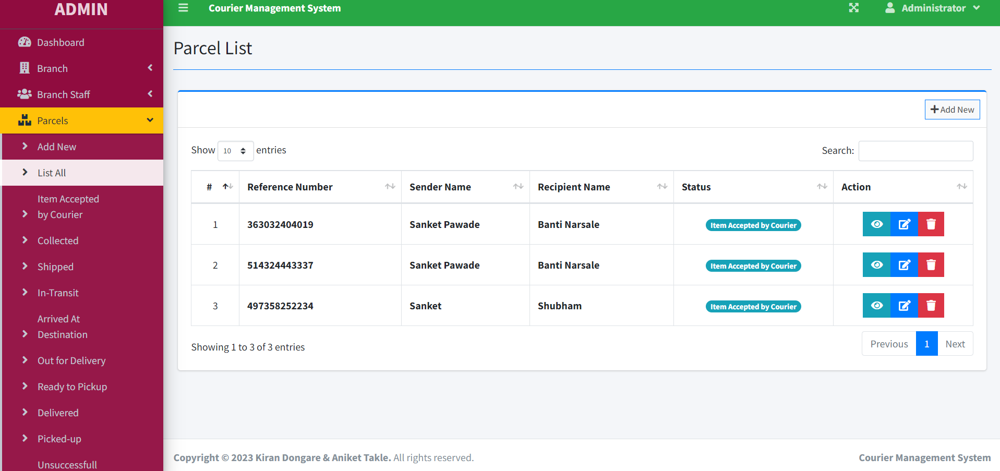 ADMIN
Courier Management System
Administrator
Dashboard
Branch
Branch Staff
Parcels
Add New
List All
Item Accepted
by Courier
Collected
Shipped
In-Transit
Arrived At
Destination
Out for Delivery
Ready to Pickup
Delivered
Picked-up
Unsuccessfull
Parcel List
Add New
Show 10 entries
Search:
# Reference Number Sender Name Recipient Name Status Action
1 363032404019 Sanket Pawade Banti Narsale Item Accepted by Courier
2 514324443337 Sanket Pawade Banti Narsale Item Accepted by Courier
3 497358252234 Sanket Shubham Item Accepted by Courier
Showing 1 to 3 of 3 entries
Previous 1 Next
Copyright © 2023 Kiran Dongare & Aniket Takle. All rights reserved.
Courier Management System